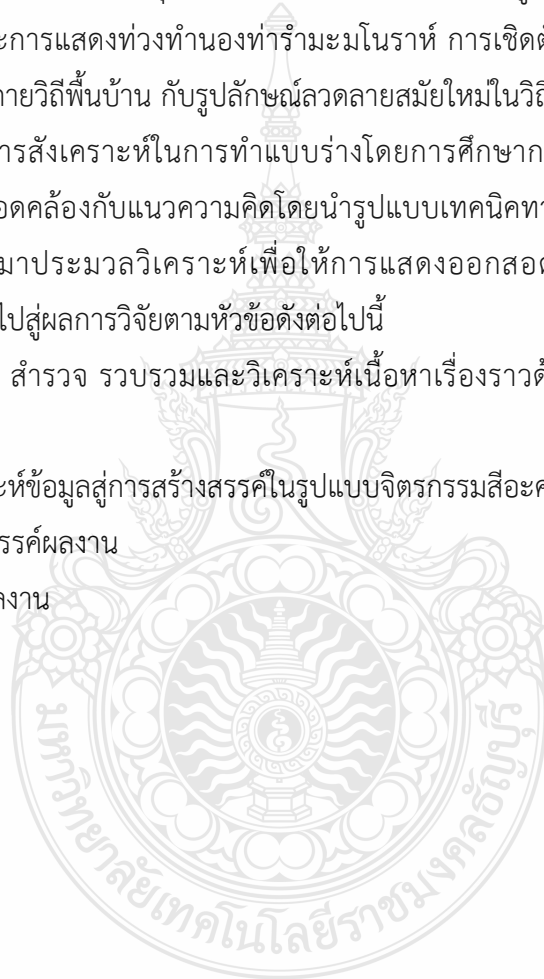 ะการแสดงท่วงทำนองท่ารำมะมโนราห์ การเชิดตั
ายวิถีพื้นบ้าน กับรูปลักษณ์ลวดลายสมัยใหม่ในวิถี
ารสังเคราะห์ในการทำแบบร่างโดยการศึกษาก
อดคล้องกับแนวความคิดโดยนำรูปแบบเทคนิคทา
มาประมวลวิเคราะห์เพื่อให้การแสดงออกสอด
ไปสู่ผลการวิจัยตามหัวข้อดังต่อไปนี้
สำรวจ รวบรวมและวิเคราะห์เนื้อหาเรื่องราวด้
ะห์ข้อมูลสู่การสร้างสรรค์ในรูปแบบจิตรกรรมสีอะค
รรค์ผลงาน
ลงาน
มหาวิทยาลัยเทคโนโลยีราชมงคลธัญบุรี